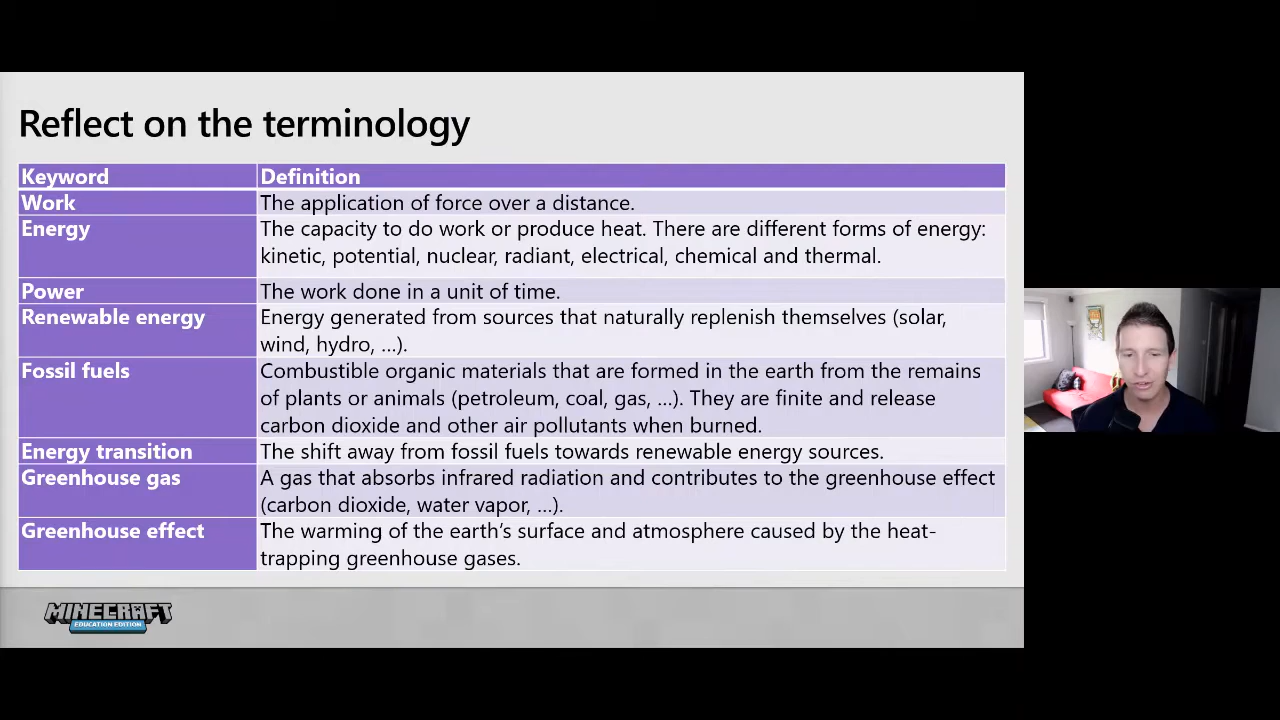 Reflect on the terminology
Keyword Definition
Work The application of force over a distance.
Energy The capacity to do work or produce heat. There are different forms of energy:
kinetic, potential, nuclear, radiant, electrical, chemical and thermal.
Power The work done in a unit of time.
Renewable energy Energy generated from sources that naturally replenish themselves (solar,
wind, hydro, ...).
Fossil fuels Combustible organic materials that are formed in the earth from the remains
of plants or animals (petroleum, coal, gas, ...). They are finite and release
carbon dioxide and other air pollutants when burned.
Energy transition The shift away from fossil fuels towards renewable energy sources.
Greenhouse gas A gas that absorbs infrared radiation and contributes to the greenhouse effect
(carbon dioxide, water vapor, ...).
Greenhouse effect The warming of the earth's surface and atmosphere caused by the heat-
trapping greenhouse gases.
MINECRAFT
EDUCATION EDITION